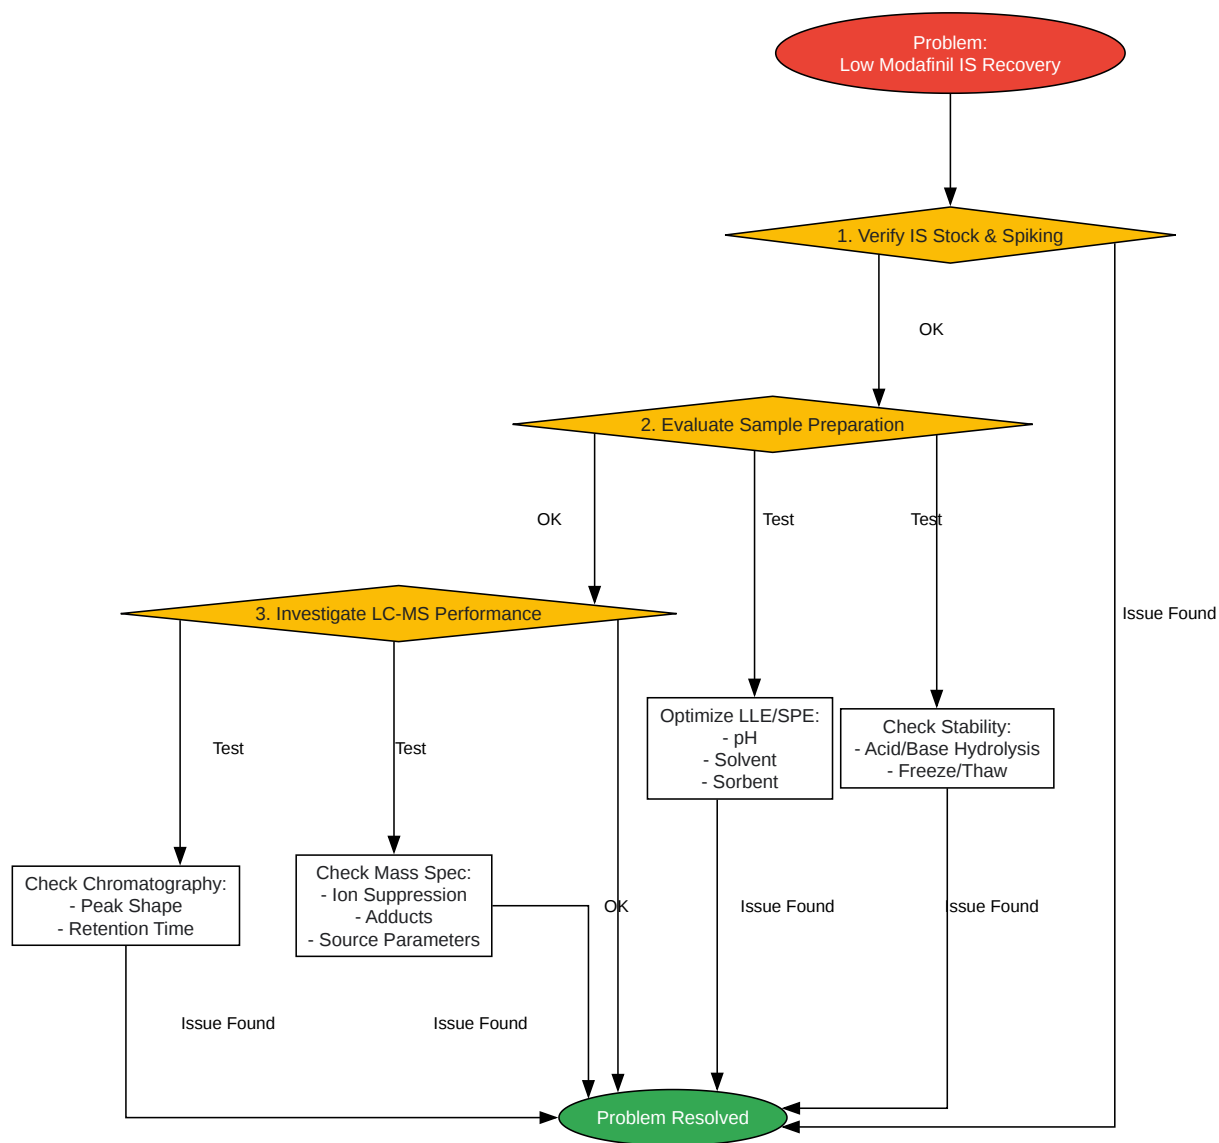 Problem:
Low Modafinil IS Recovery
1. Verify IS Stock & Spiking
OK
2. Evaluate Sample Preparation
OK
Test
Test
3. Investigate LC-MS Performance
Issue Found
Optimize LLE/SPE:
- pH
- Solvent
- Sorbent
Check Stability:
- Acid/Base Hydrolysis
- Freeze/Thaw
Test
Test
Check Chromatography:
- Peak Shape
- Retention Time
Check Mass Spec:
- Ion Suppression
- Adducts
- Source Parameters
OK
Issue Found
Issue Found
Issue Found
Issue Found
Problem Resolved